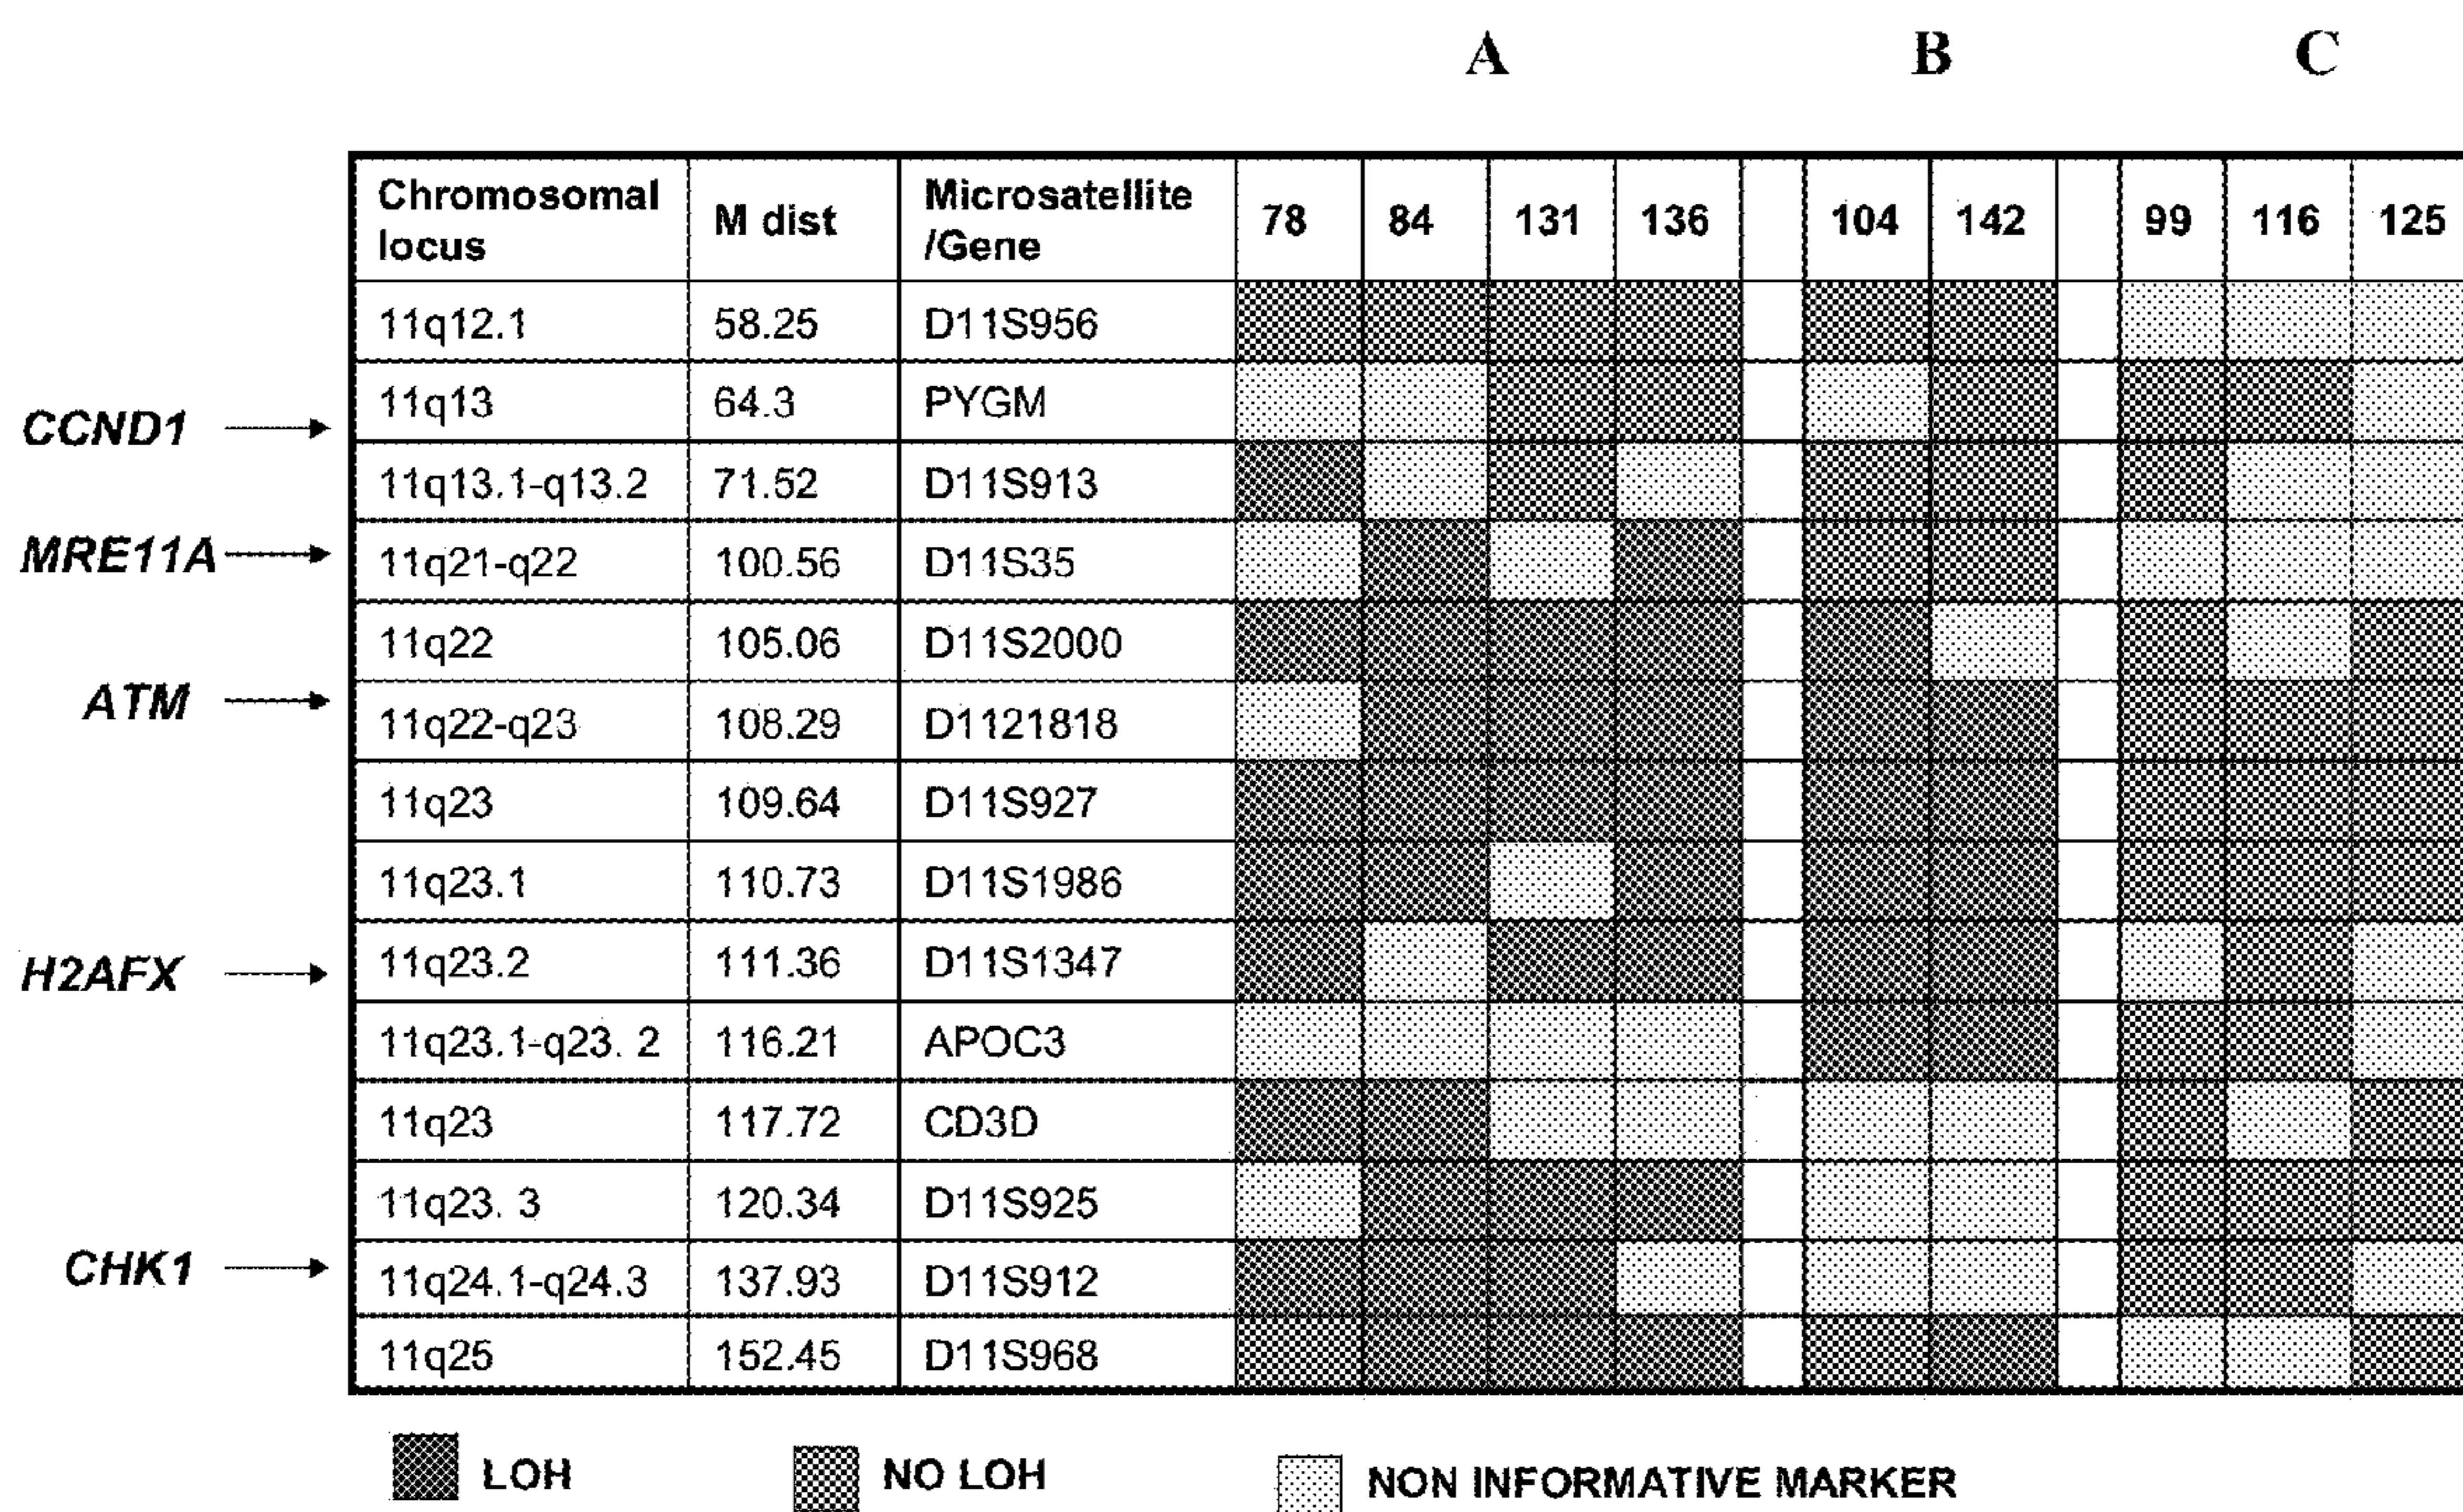 A B C
Chromosomal locus M dist Microsatellite /Gene 78 84 131 136 104 142 99 116 125
11q12.1 58.25 D11S956
11q13 64.3 PYGM
CCND1
11q13.1-q13.2 71.52 D11S913
MRE11A
11q21-q22 100.56 D11S35
11q22 105.06 D11S2000
ATM
11q22-q23 108.29 D1121818
11q23 109.64 D11S927
11q23.1 110.73 D11S1986
11q23.2 111.36 D11S1347
H2AFX
11q23.1-q23. 2 116.21 APOC3
11q23 117.72 CD3D
11q23. 3 120.34 D11S925
CHK1
11q24.1-q24.3 137.93 D11S912
11q25 152.45 D11S968
LOH NO LOH NON INFORMATIVE MARKER